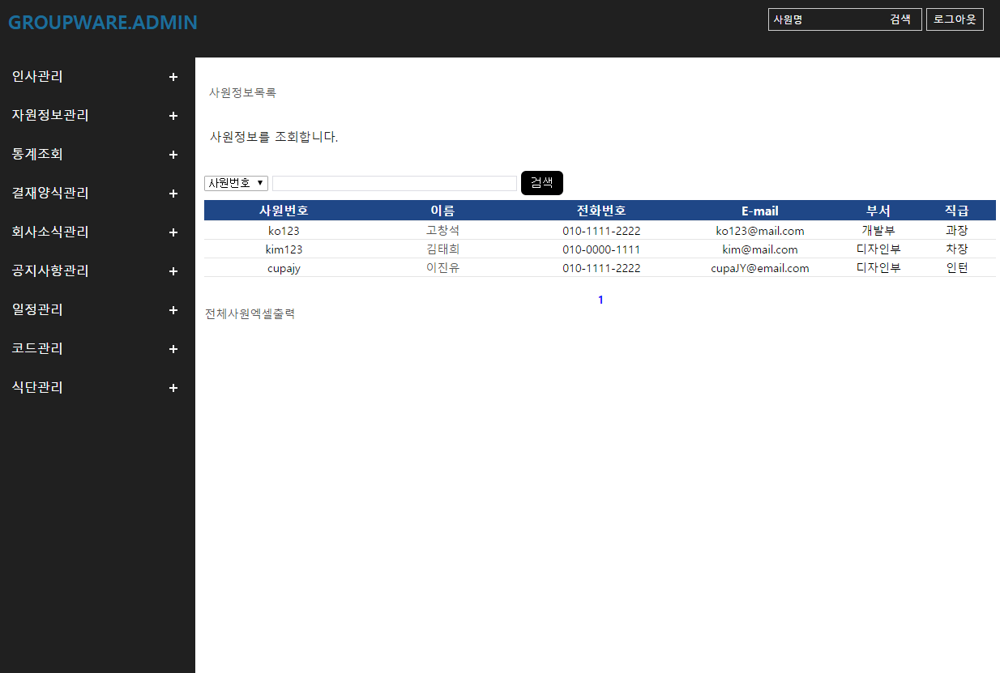 GROUPWARE.ADMIN
사원명 검색 로그아웃
인사관리 +
자원정보관리 +
통계조회 +
결재양식관리 +
회사소식관리 +
공지사항관리 +
일정관리 +
코드관리 +
식단관리 +
사원정보목록
사원정보를 조회합니다.
사원번호 ▼ 검색
사원번호 이름 전화번호 E-mail 부서 직급
ko123 고창석 010-1111-2222 ko123@mail.com 개발부 과장
kim123 김태희 010-0000-1111 kim@mail.com 디자인부 차장
cupajy 이진유 010-1111-2222 cupaJY@email.com 디자인부 인턴
1
전체사원엑셀출력